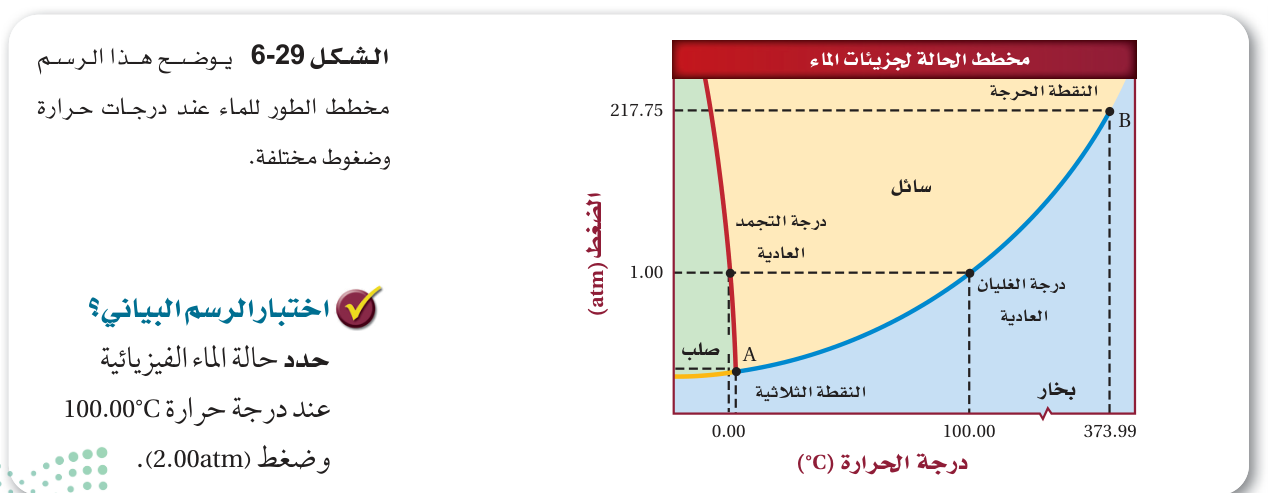 الشكل 29-6 يوضح هذا الرسم
مخطط الطور للماء عند درجات حرارة
وضغوط مختلفة.
اختبار الرسم البياني؟
حدد حالة الماء الفيزيائية
عند درجة حرارة 100.00°C
وضغط (2.00atm).
مخطط الحالة لجزيئات الماء
النقطة الحرجة
217.75
B
سائل
الضغط (atm)
درجة التجمد
العادية
1.00
درجة الغليان
العادية
صلب
A
النقطة الثلاثية
بخار
0.00
100.00
373.99
درجة الحرارة (°C)